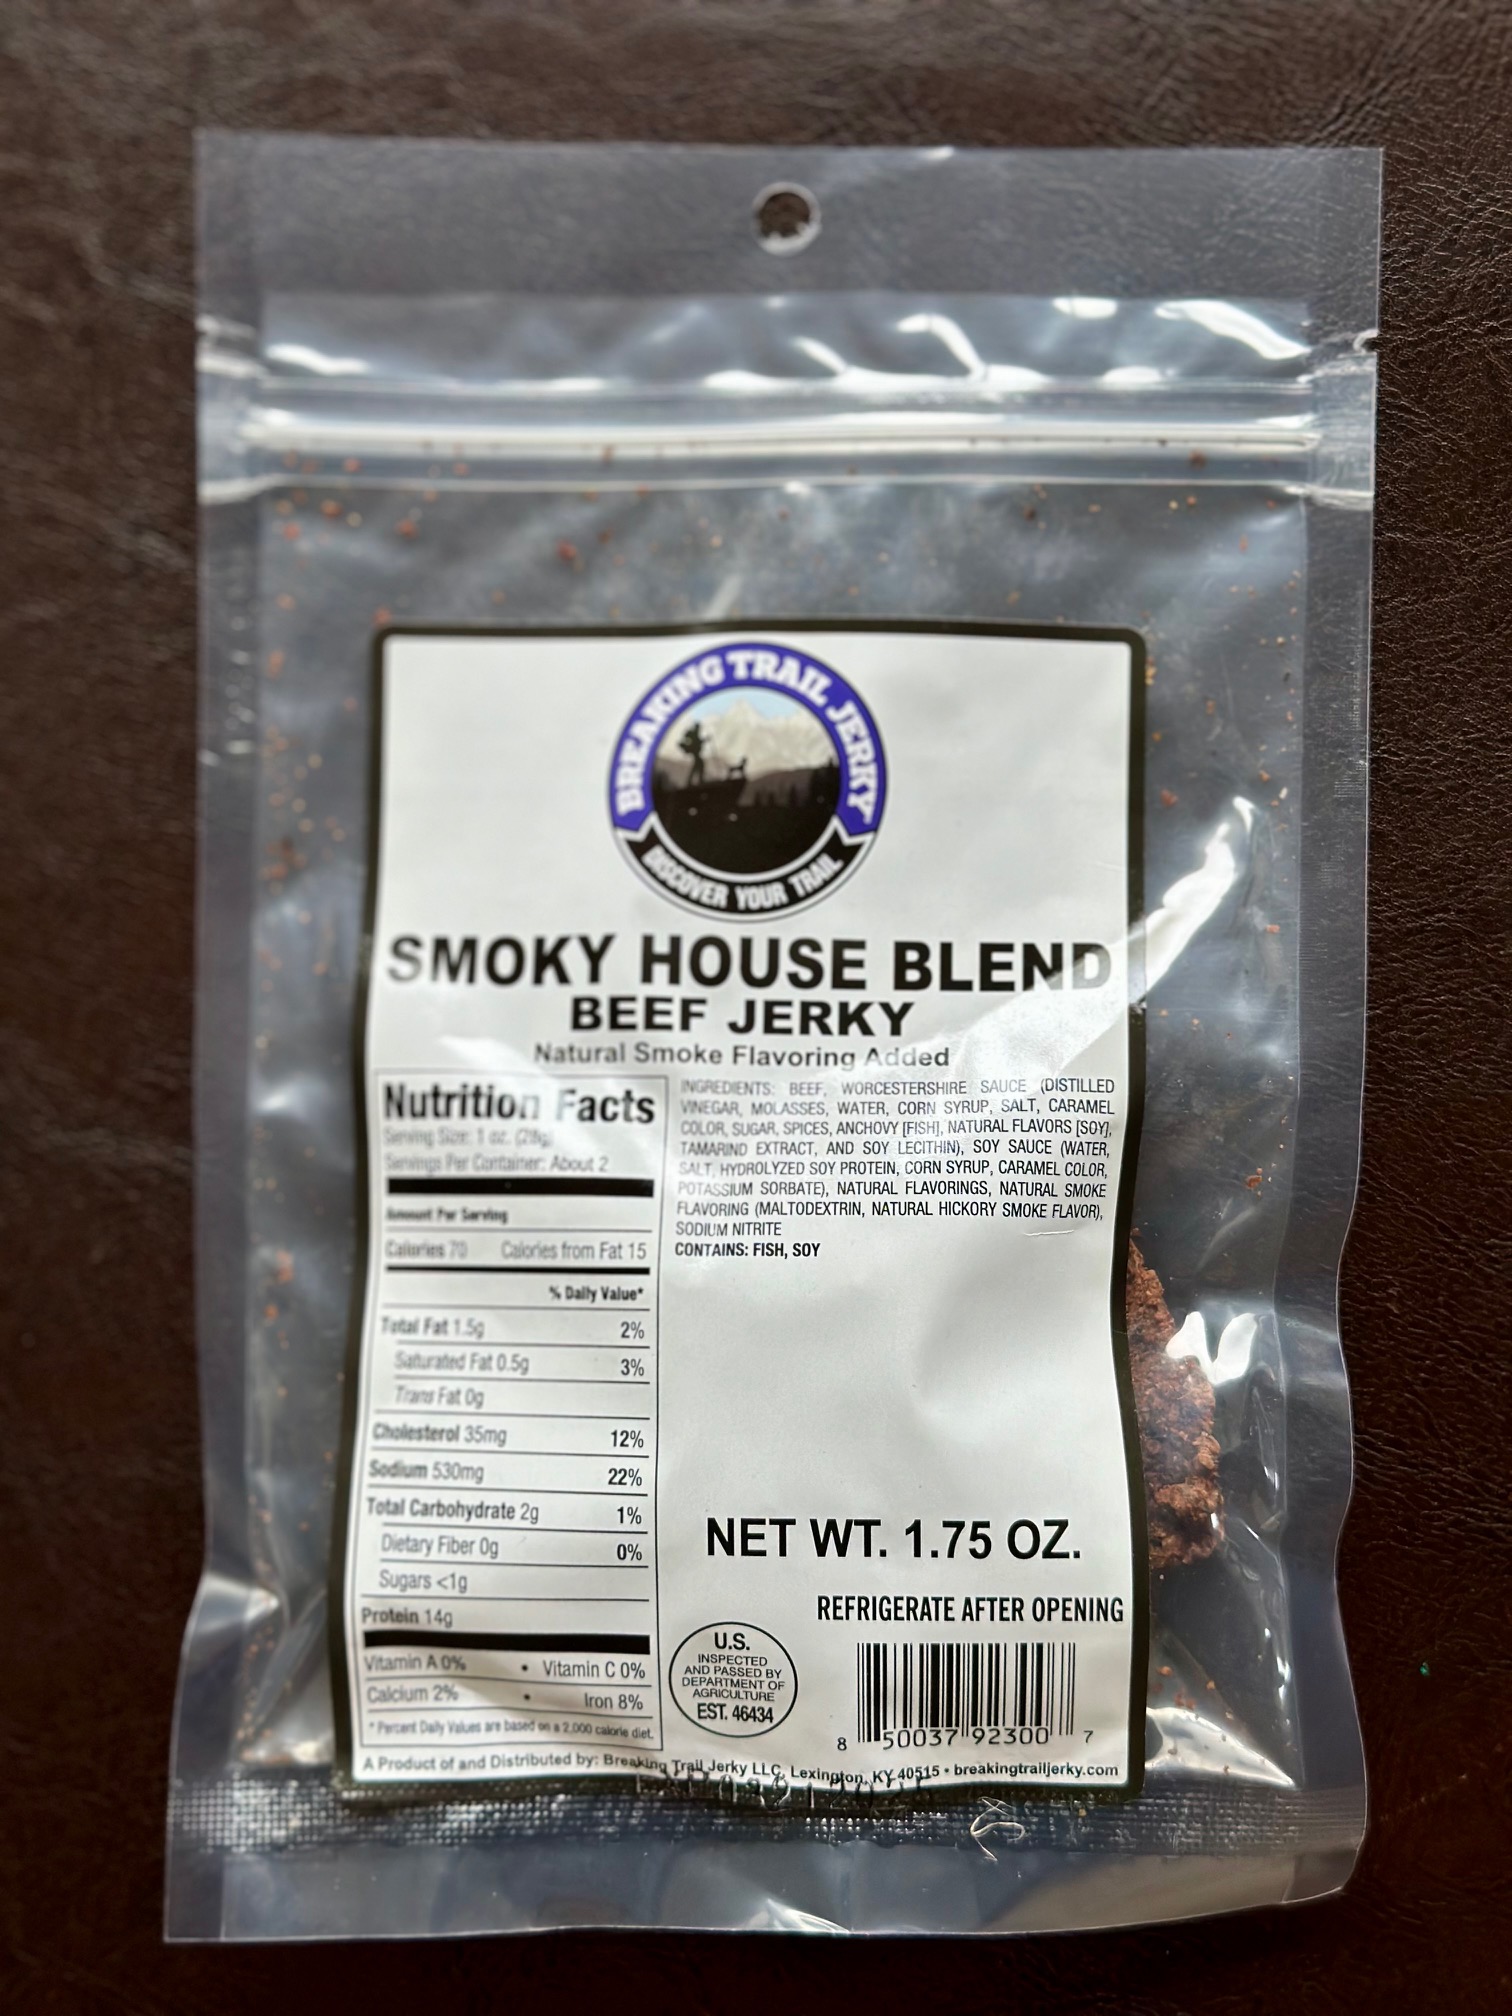 BREAKING TRAIL JERKY
DISCOVER YOUR TRAIL
SMOKY HOUSE BLEND
BEEF JERKY
Natural Smoke Flavoring Added
Nutrition Facts
Serving Size: 1 oz. (28g)
Servings Per Container: About 2
Amount Per Serving
Calories 70 Calories from Fat 15
% Daily Value*
Total Fat 1.5g 2%
Saturated Fat 0.5g 3%
Trans Fat 0g
Cholesterol 35mg 12%
Sodium 530mg 22%
Total Carbohydrate 2g 1%
Dietary Fiber 0g 0%
Sugars <1g
Protein 14g
Vitamin A 0% • Vitamin C 0%
Calcium 2% • Iron 8%
* Percent Daily Values are based on a 2,000 calorie diet.
INGREDIENTS: BEEF, WORCESTERSHIRE SAUCE (DISTILLED
VINEGAR, MOLASSES, WATER, CORN SYRUP, SALT, CARAMEL
COLOR, SUGAR, SPICES, ANCHOVY [FISH], NATURAL FLAVORS [SOY],
TAMARIND EXTRACT, AND SOY LECITHIN), SOY SAUCE (WATER,
SALT, HYDROLYZED SOY PROTEIN, CORN SYRUP, CARAMEL COLOR,
POTASSIUM SORBATE), NATURAL FLAVORINGS, NATURAL SMOKE
FLAVORING (MALTODEXTRIN, NATURAL HICKORY SMOKE FLAVOR),
SODIUM NITRITE
CONTAINS: FISH, SOY
NET WT. 1.75 OZ.
REFRIGERATE AFTER OPENING
U.S.
INSPECTED
AND PASSED BY
DEPARTMENT OF
AGRICULTURE
EST. 46434
8 50037 92300 7
A Product of and Distributed by: Breaking Trail Jerky LLC, Lexington, KY 40515 • breakingtrailjerky.com